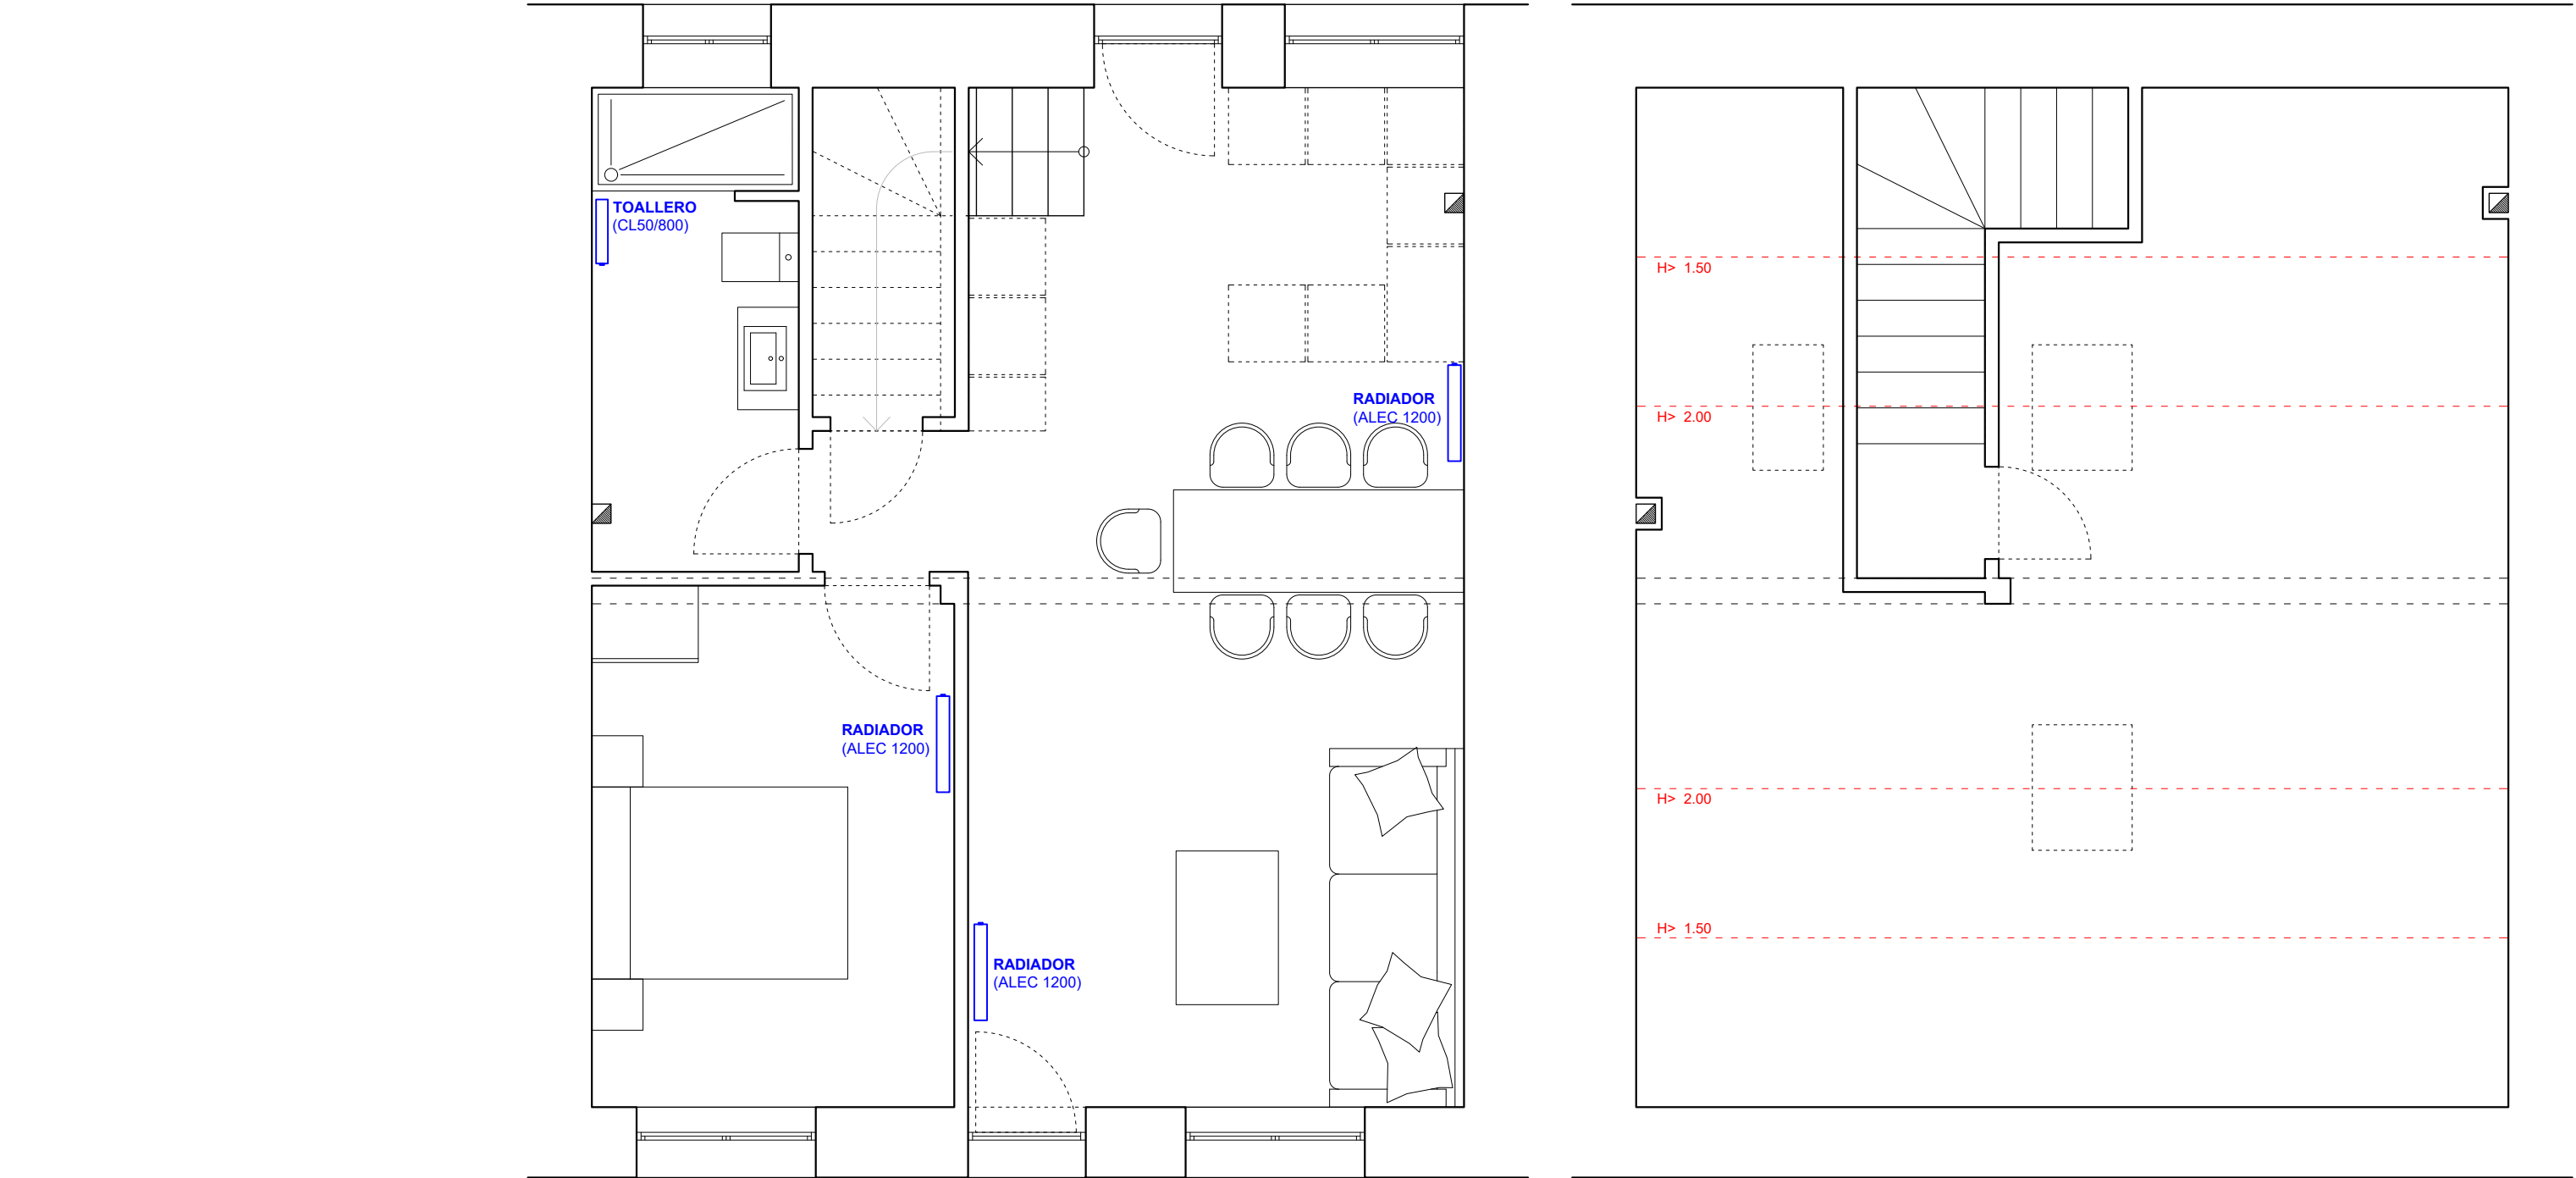 TOALLERO
(CL50/800)
RADIADOR
(ALEC 1200)
RADIADOR
(ALEC 1200)
RADIADOR
(ALEC 1200)
H> 1.50
H> 2.00
H> 2.00
H> 1.50